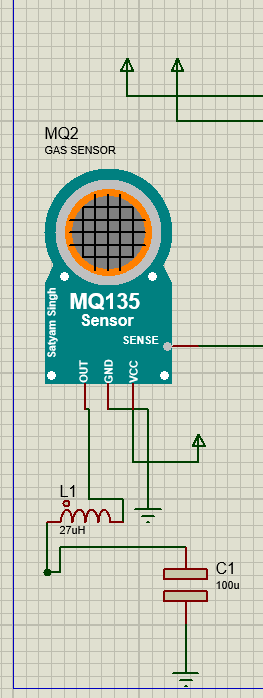 MQ2
GAS SENSOR
MQ135
Sensor
Satyam Singh
SENSE
OUT
GND
VCC
L1
27uH
C1
100u